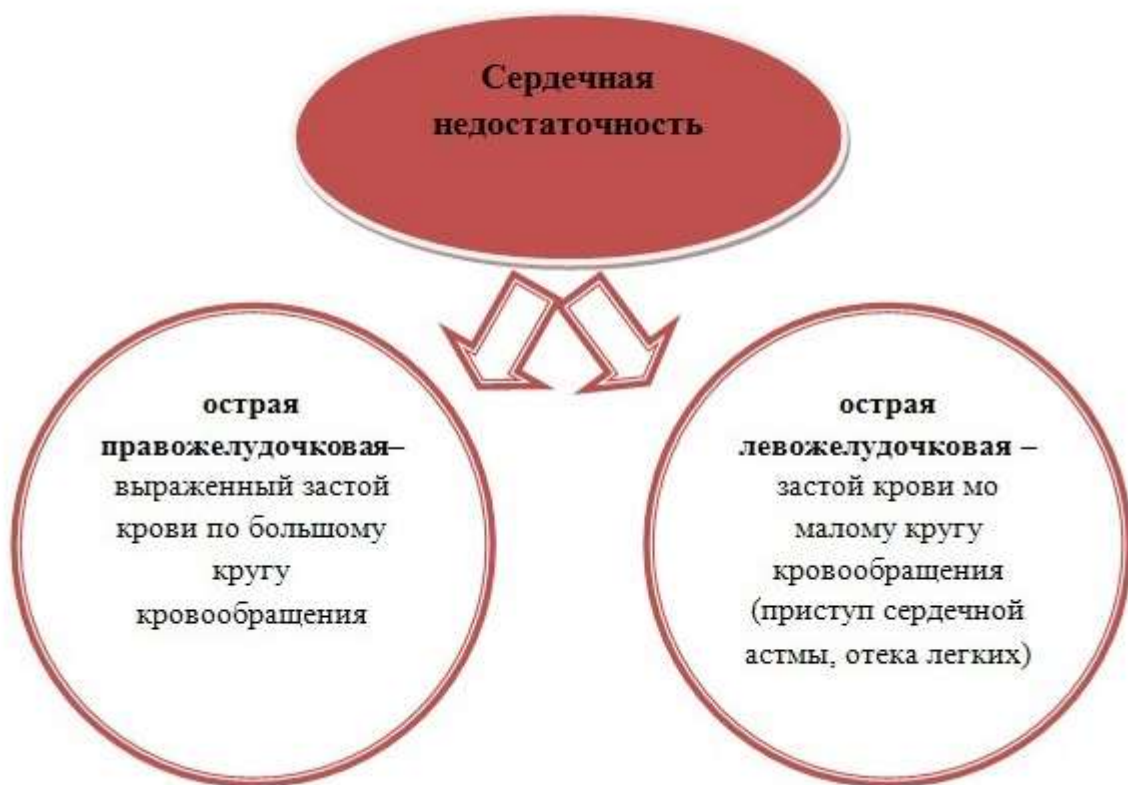 Сердечная
недостаточность
острая
правожелудочковая–
выраженный застой
крови по большому
кругу
кровообращения
острая
левожелудочковая –
застой крови мо
малому кругу
кровообращения
(приступ сердечной
астмы, отека легких)